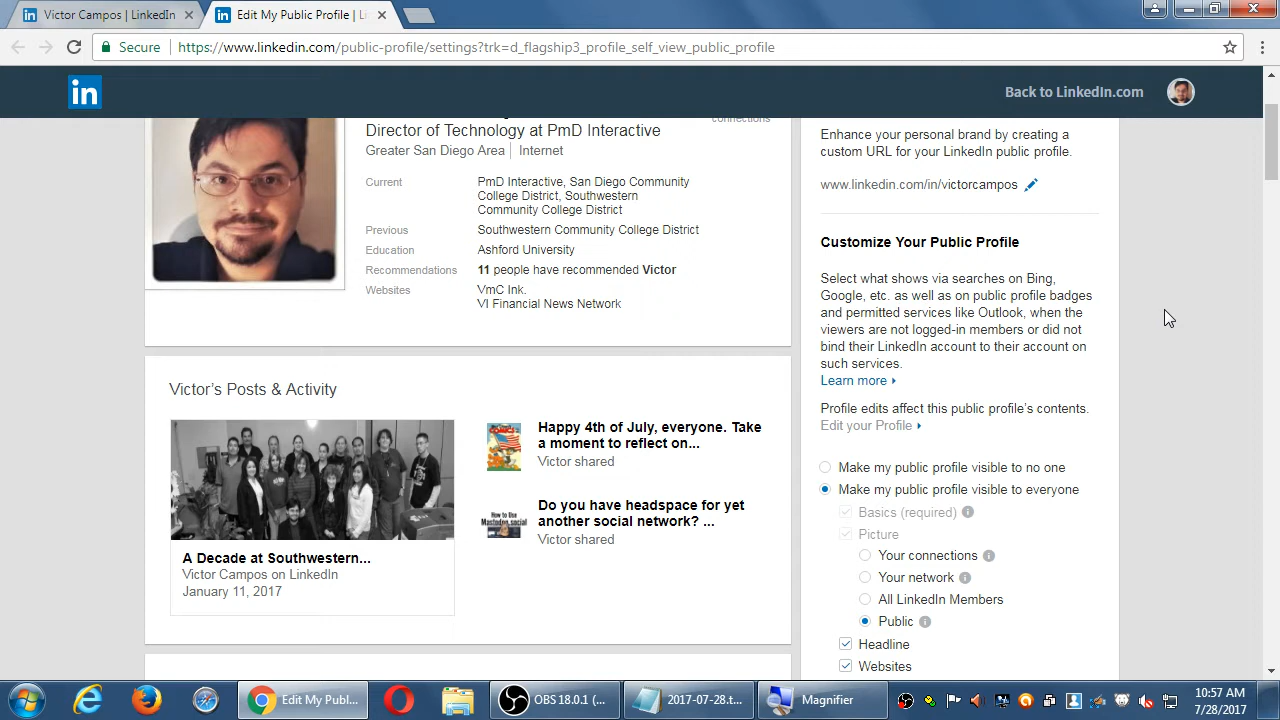 Victor Campos | LinkedIn
Edit My Public Profile | Lin
Secure
https://www.linkedin.com/public-profile/settings?trk=d_flagship3_profile_self_view_public_profile
in
Back to LinkedIn.com
connections
Director of Technology at PmD Interactive
Greater San Diego Area | Internet
Current
PmD Interactive, San Diego Community
College District, Southwestern
Community College District
Previous
Southwestern Community College District
Education
Ashford University
Recommendations
11 people have recommended Victor
Websites
VmC Ink.
VI Financial News Network
Victor's Posts & Activity
A Decade at Southwestern...
Victor Campos on LinkedIn
January 11, 2017
Happy 4th of July, everyone. Take
a moment to reflect on...
Victor shared
How to Use
Mastodon.social
Do you have headspace for yet
another social network? ...
Victor shared
Enhance your personal brand by creating a
custom URL for your LinkedIn public profile.
www.linkedin.com/in/victorcampos
Customize Your Public Profile
Select what shows via searches on Bing,
Google, etc. as well as on public profile badges
and permitted services like Outlook, when the
viewers are not logged-in members or did not
bind their LinkedIn account to their account on
such services.
Learn more
Profile edits affect this public profile's contents.
Edit your Profile
Make my public profile visible to no one
Make my public profile visible to everyone
Basics (required)
Picture
Your connections
Your network
All LinkedIn Members
Public
Headline
Websites
Edit My Publ...
OBS 18.0.1 (...
2017-07-28.t...
Magnifier
10:57 AM
7/28/2017